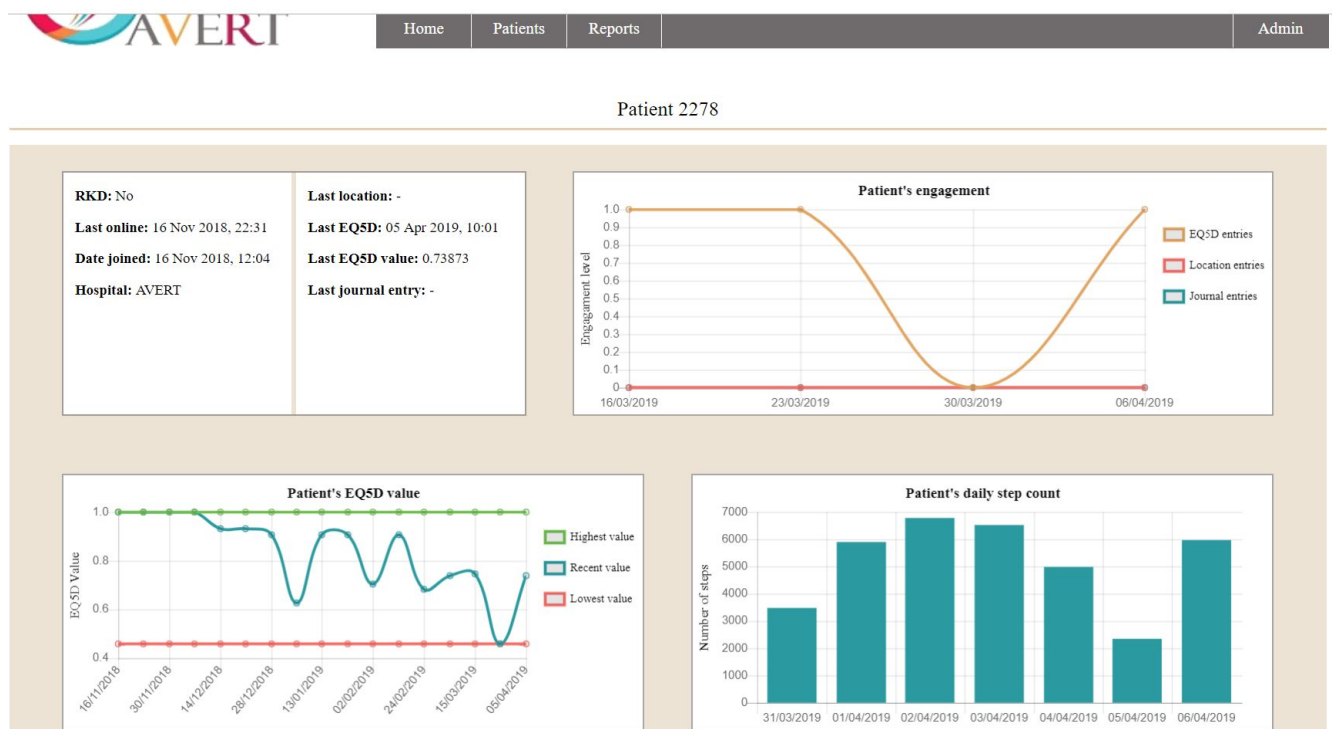 AVERT
Home Patients Reports Admin
Patient 2278
RKD: No
Last online: 16 Nov 2018, 22:31
Date joined: 16 Nov 2018, 12:04
Hospital: AVERT
Last location: -
Last EQ5D: 05 Apr 2019, 10:01
Last EQ5D value: 0.73873
Last journal entry: -
Patient's engagement
Engagament level
1.0
0.9
0.8
0.7
0.6
0.5
0.4
0.3
0.2
0.1
0
16/03/2019 23/03/2019 30/03/2019 06/04/2019
EQ5D entries
Location entries
Journal entries
Patient's EQ5D value
EQ5D Value
1.0
0.8
0.6
0.4
16/11/2018 30/11/2018 14/12/2018 28/12/2018 13/01/2019 02/02/2019 24/02/2019 15/03/2019 05/04/2019
Highest value
Recent value
Lowest value
Patient's daily step count
Number of steps
7000
6000
5000
4000
3000
2000
1000
0
31/03/2019 01/04/2019 02/04/2019 03/04/2019 04/04/2019 05/04/2019 06/04/2019